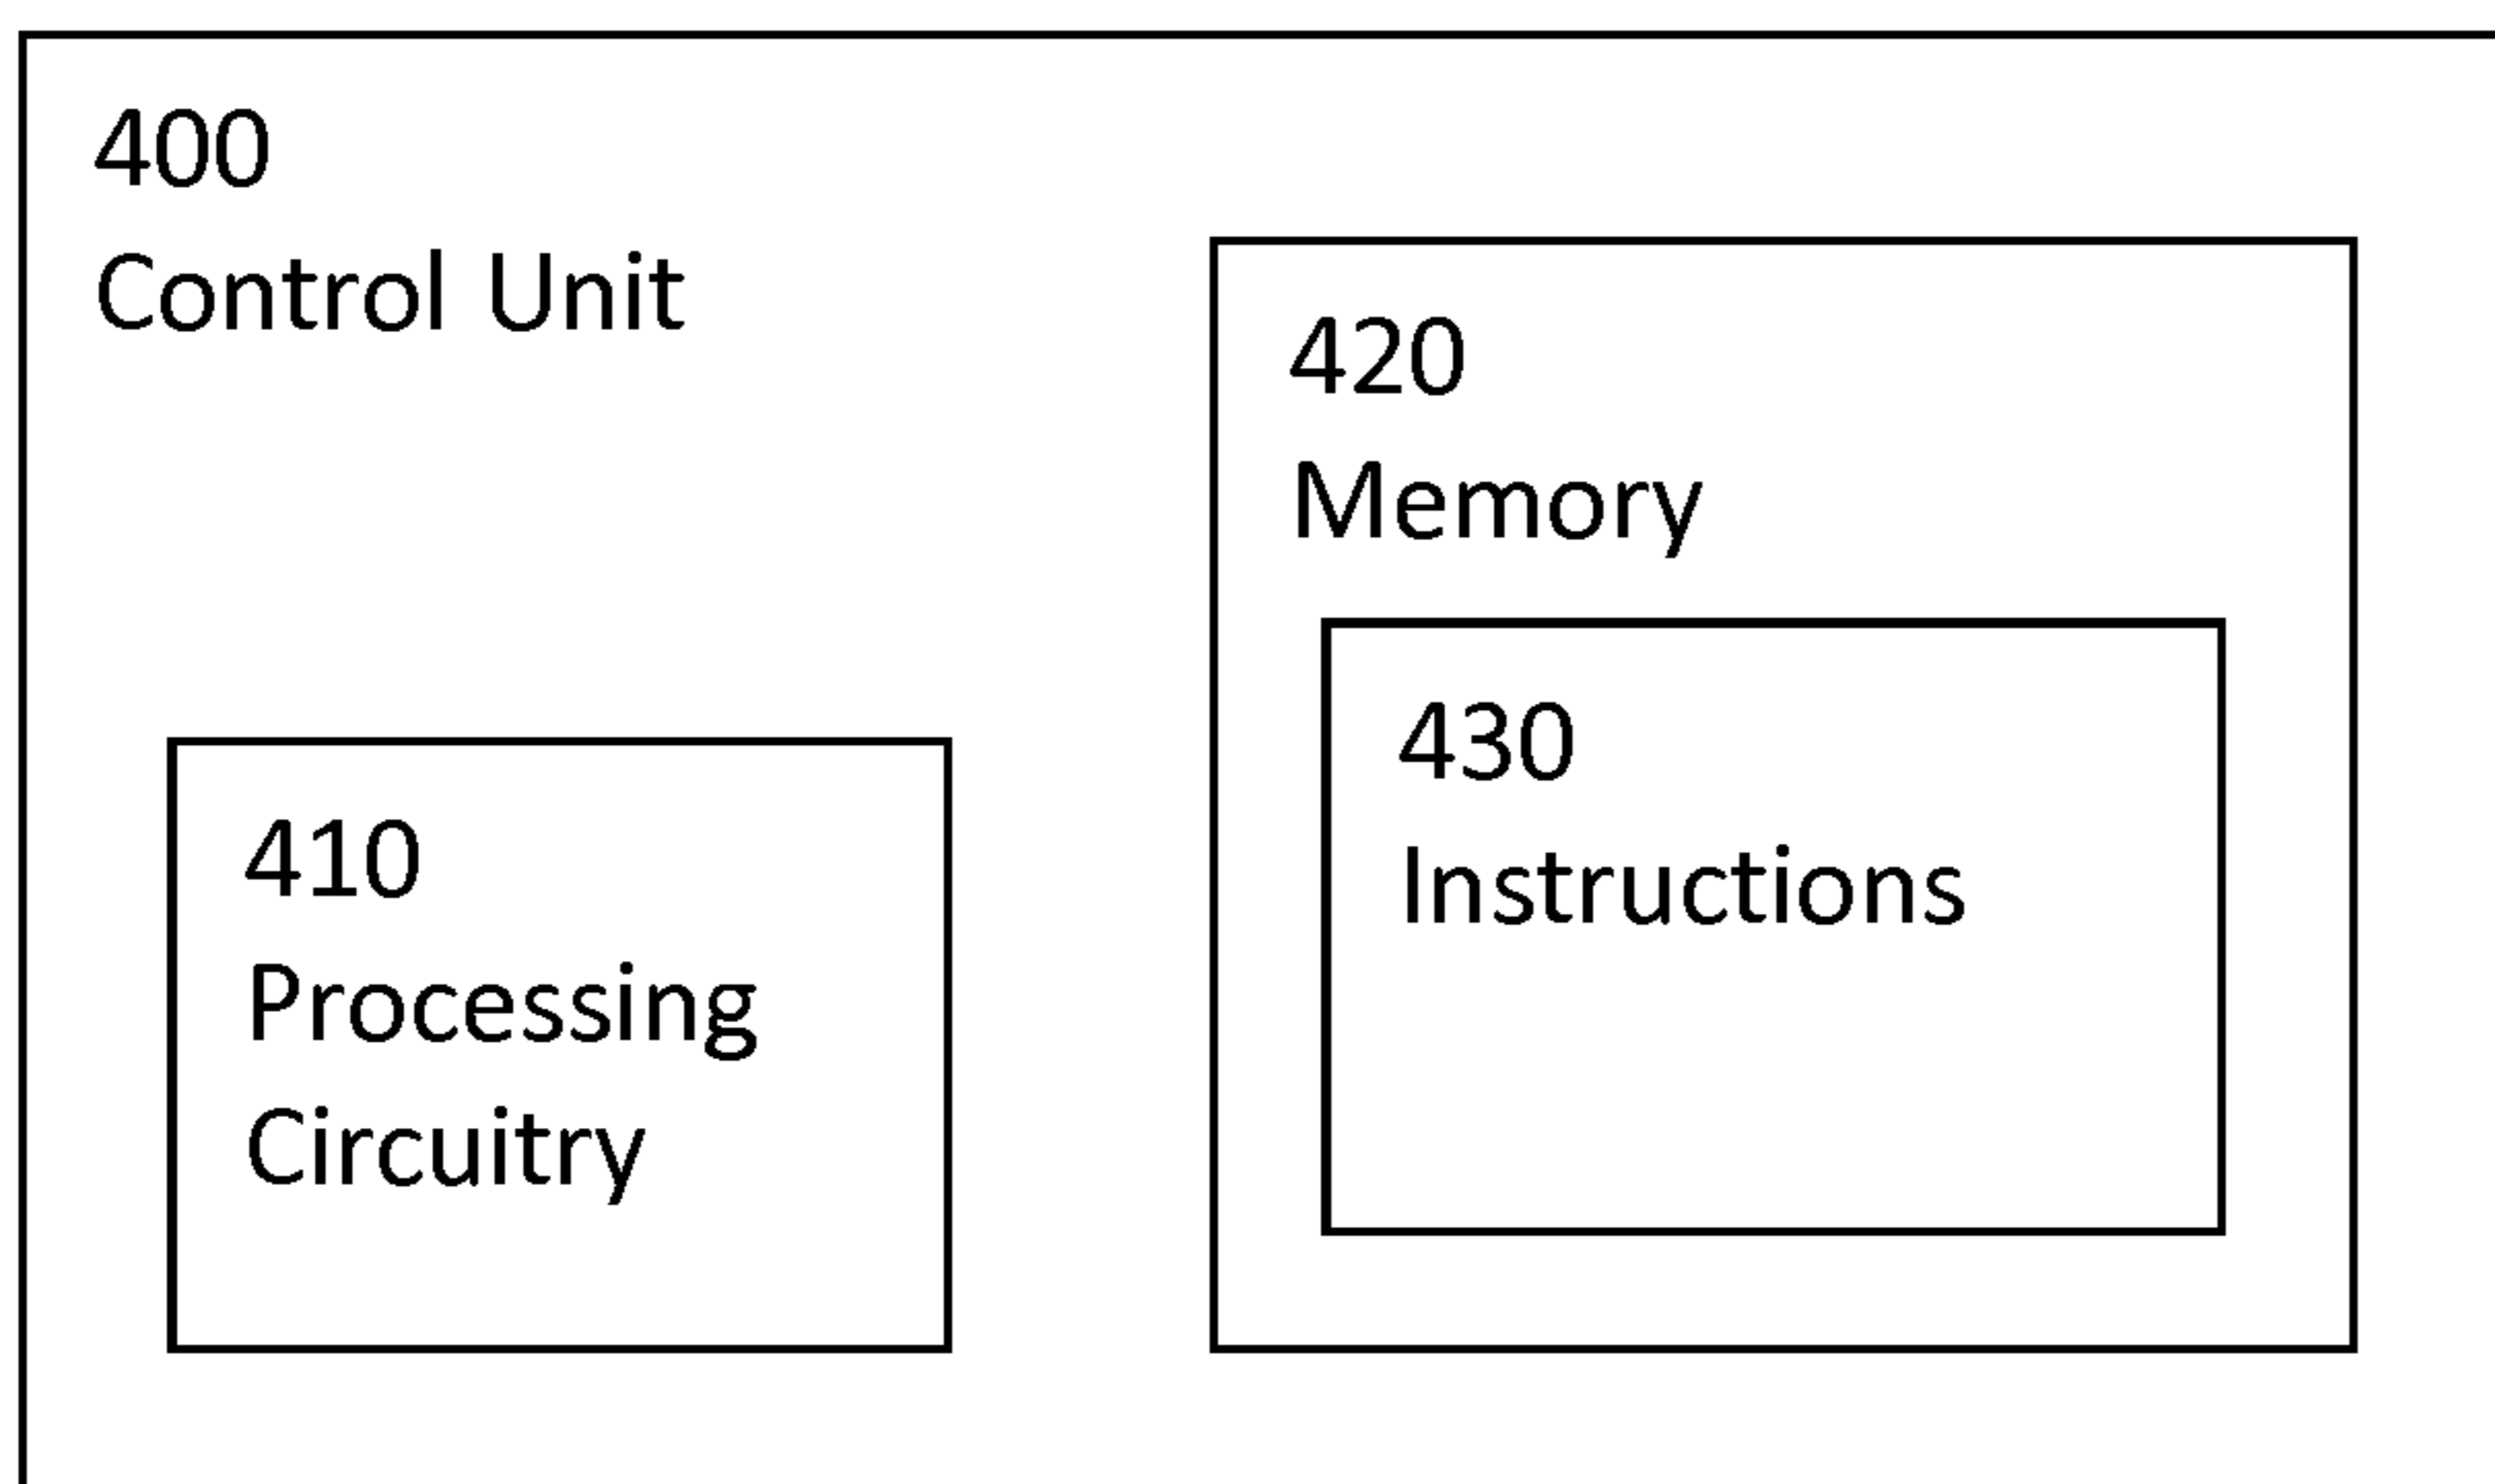 400
Control Unit
420
Memory
430
Instructions
410
Processing
Circuitry